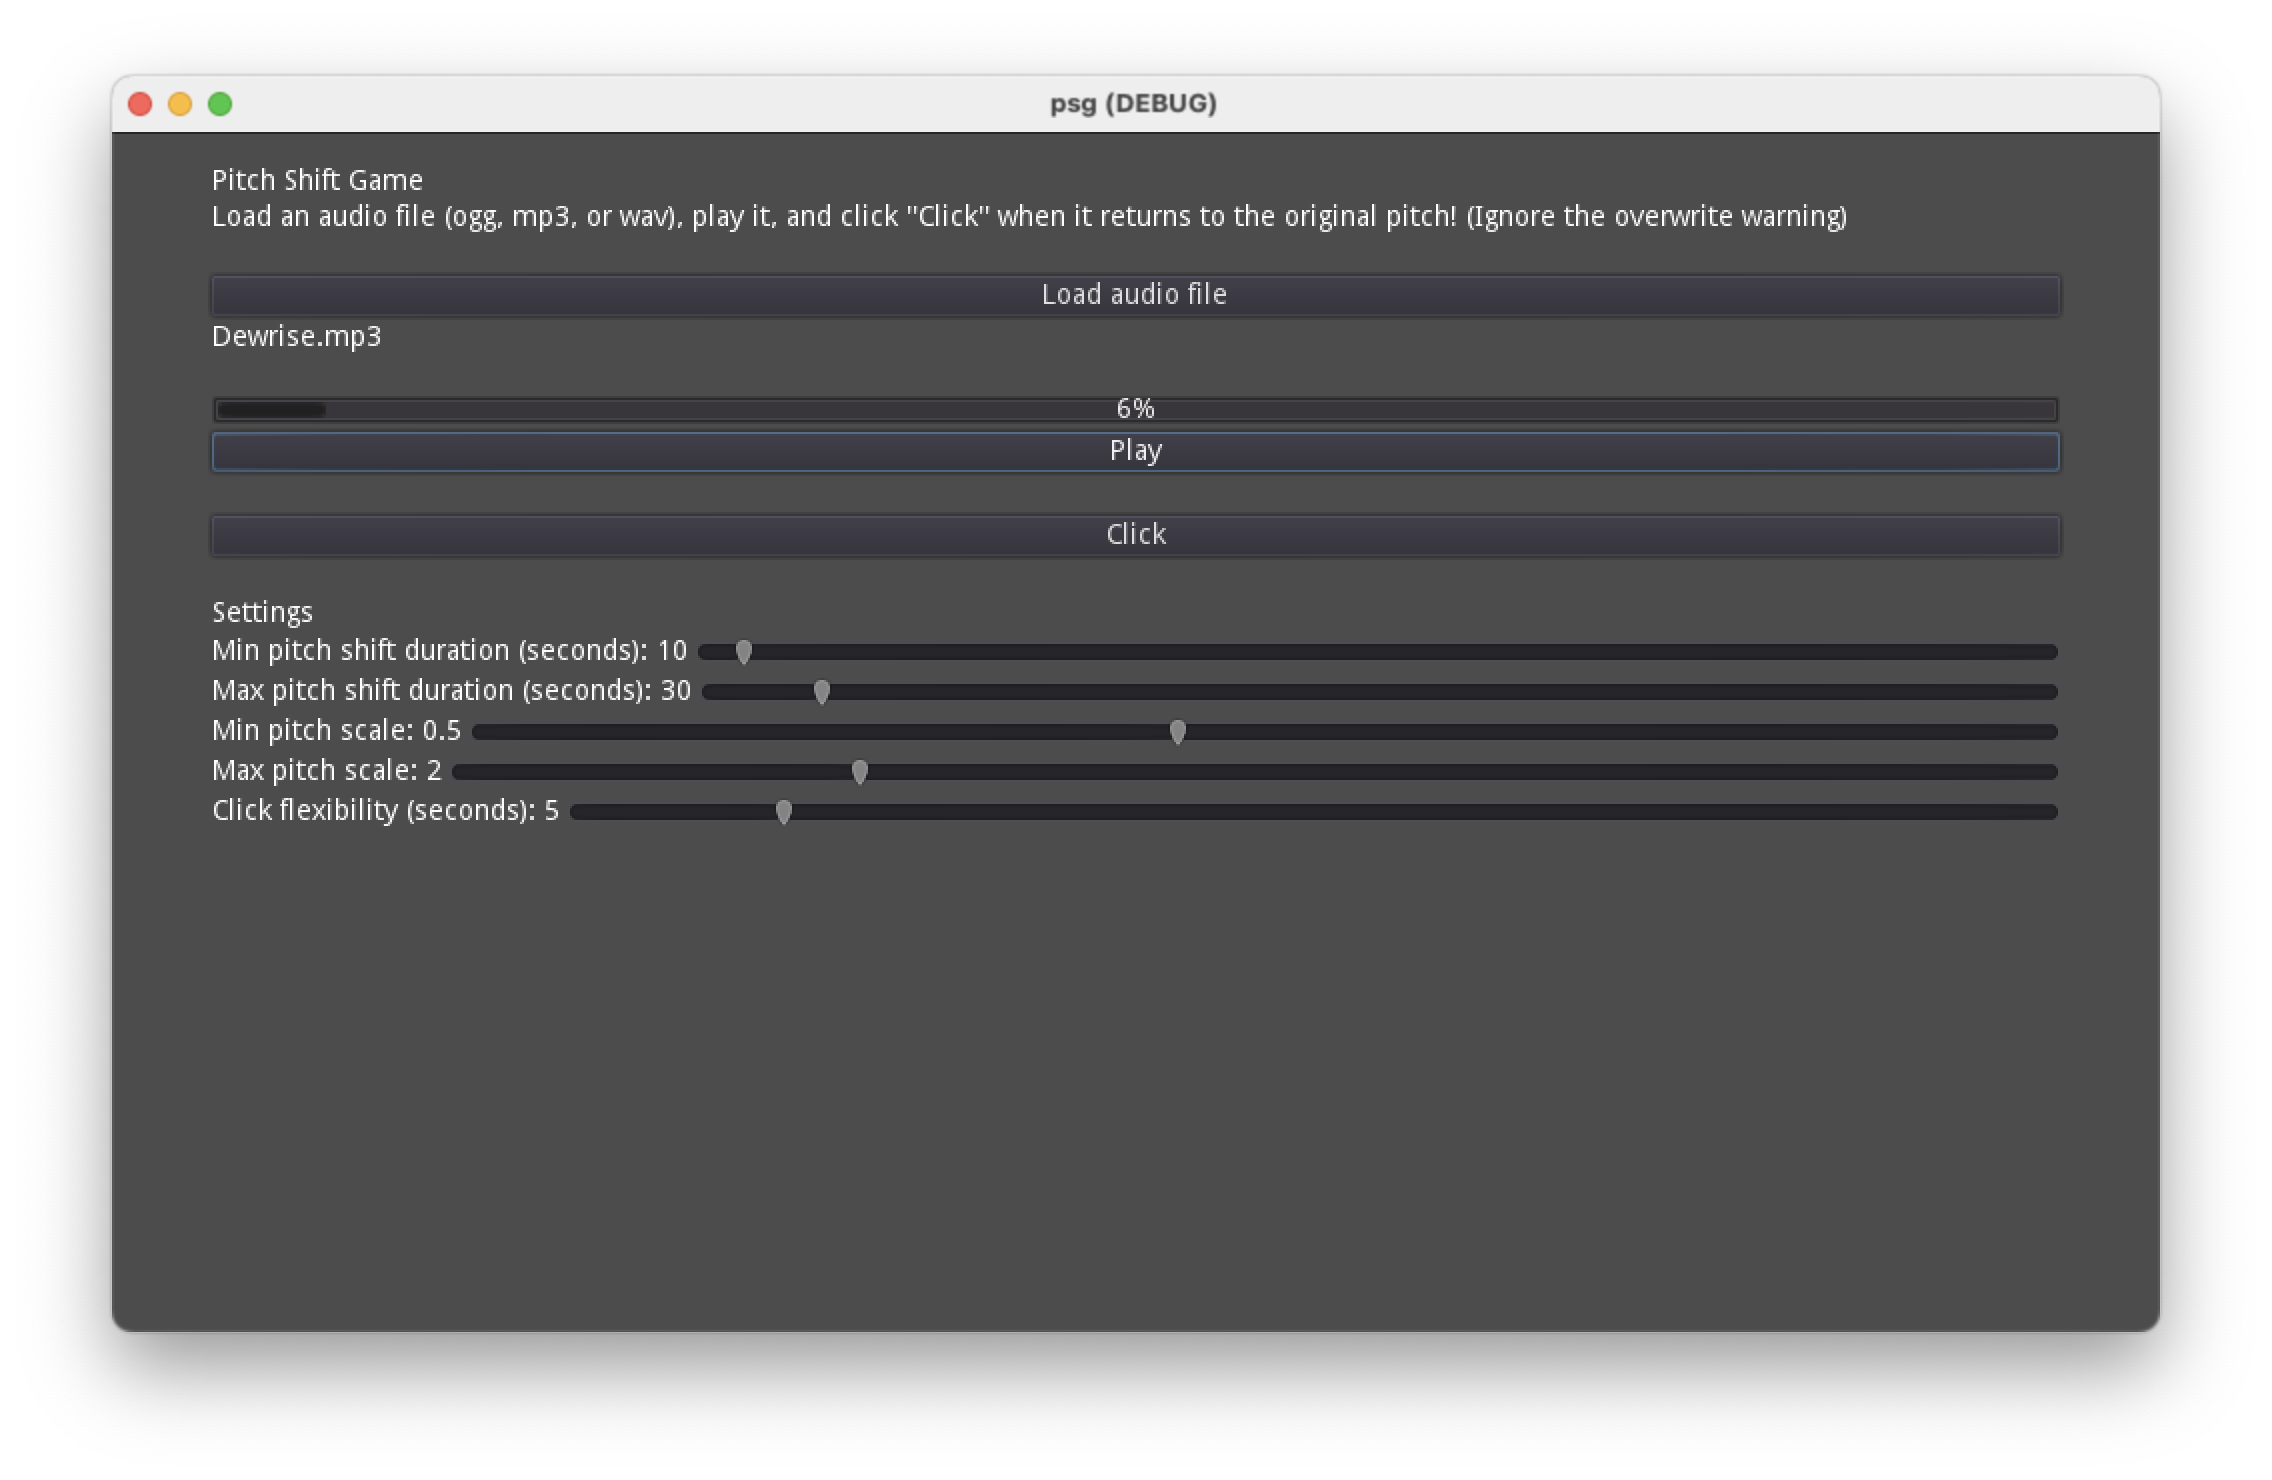 psg (DEBUG)
Pitch Shift Game
Load an audio file (ogg, mp3, or wav), play it, and click "Click" when it returns to the original pitch! (Ignore the overwrite warning)
Load audio file
Dewrise.mp3
6%
Play
Click
Settings
Min pitch shift duration (seconds): 10
Max pitch shift duration (seconds): 30
Min pitch scale: 0.5
Max pitch scale: 2
Click flexibility (seconds): 5